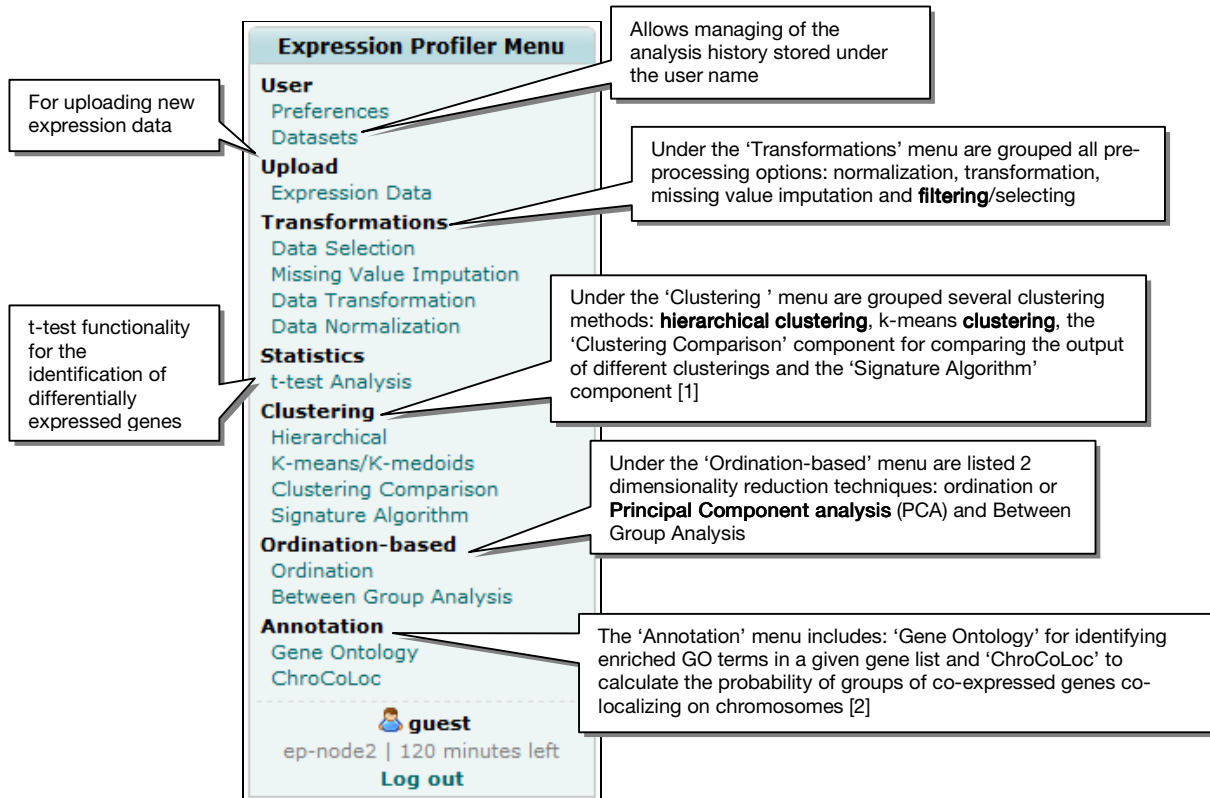 Expression Profiler Menu
User
Preferences
Datasets
Upload
Expression Data
Transformations
Data Selection
Missing Value Imputation
Data Transformation
Data Normalization
Statistics
t-test Analysis
Clustering
Hierarchical
K-means/K-medoids
Clustering Comparison
Signature Algorithm
Ordination-based
Ordination
Between Group Analysis
Annotation
Gene Ontology
ChroCoLoc
guest
ep-node2 | 120 minutes left
Log out
For uploading new
expression data
t-test functionality
for the
identification of
differentially
expressed genes
Allows managing of the
analysis history stored under
the user name
Under the ‘Transformations’ menu are grouped all pre-
processing options: normalization, transformation,
missing value imputation and filtering/selecting
Under the ‘Clustering ’ menu are grouped several clustering
methods: hierarchical clustering, k-means clustering, the
‘Clustering Comparison’ component for comparing the output
of different clusterings and the ‘Signature Algorithm’
component [1]
Under the ‘Ordination-based’ menu are listed 2
dimensionality reduction techniques: ordination or
Principal Component analysis (PCA) and Between
Group Analysis
The ‘Annotation’ menu includes: ‘Gene Ontology’ for identifying
enriched GO terms in a given gene list and ‘ChroCoLoc’ to
calculate the probability of groups of co-expressed genes co-
localizing on chromosomes [2]